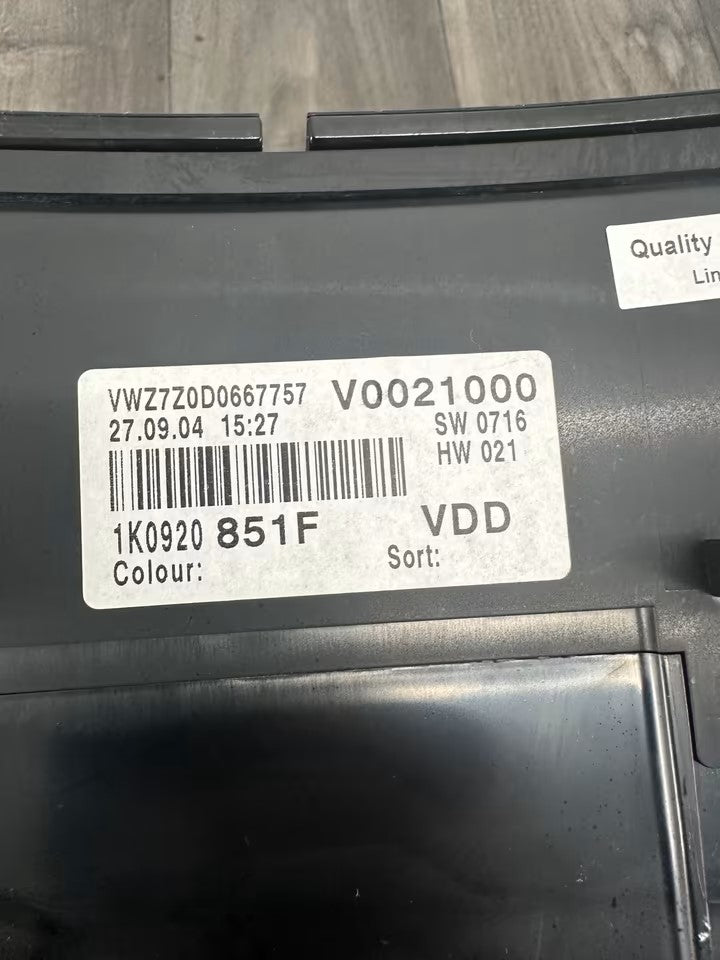 Quality
Lin
VWZ7Z0D0667757 V0021000
27.09.04 15:27 SW 0716
HW 021
1K0920 851F VDD
Colour: Sort: